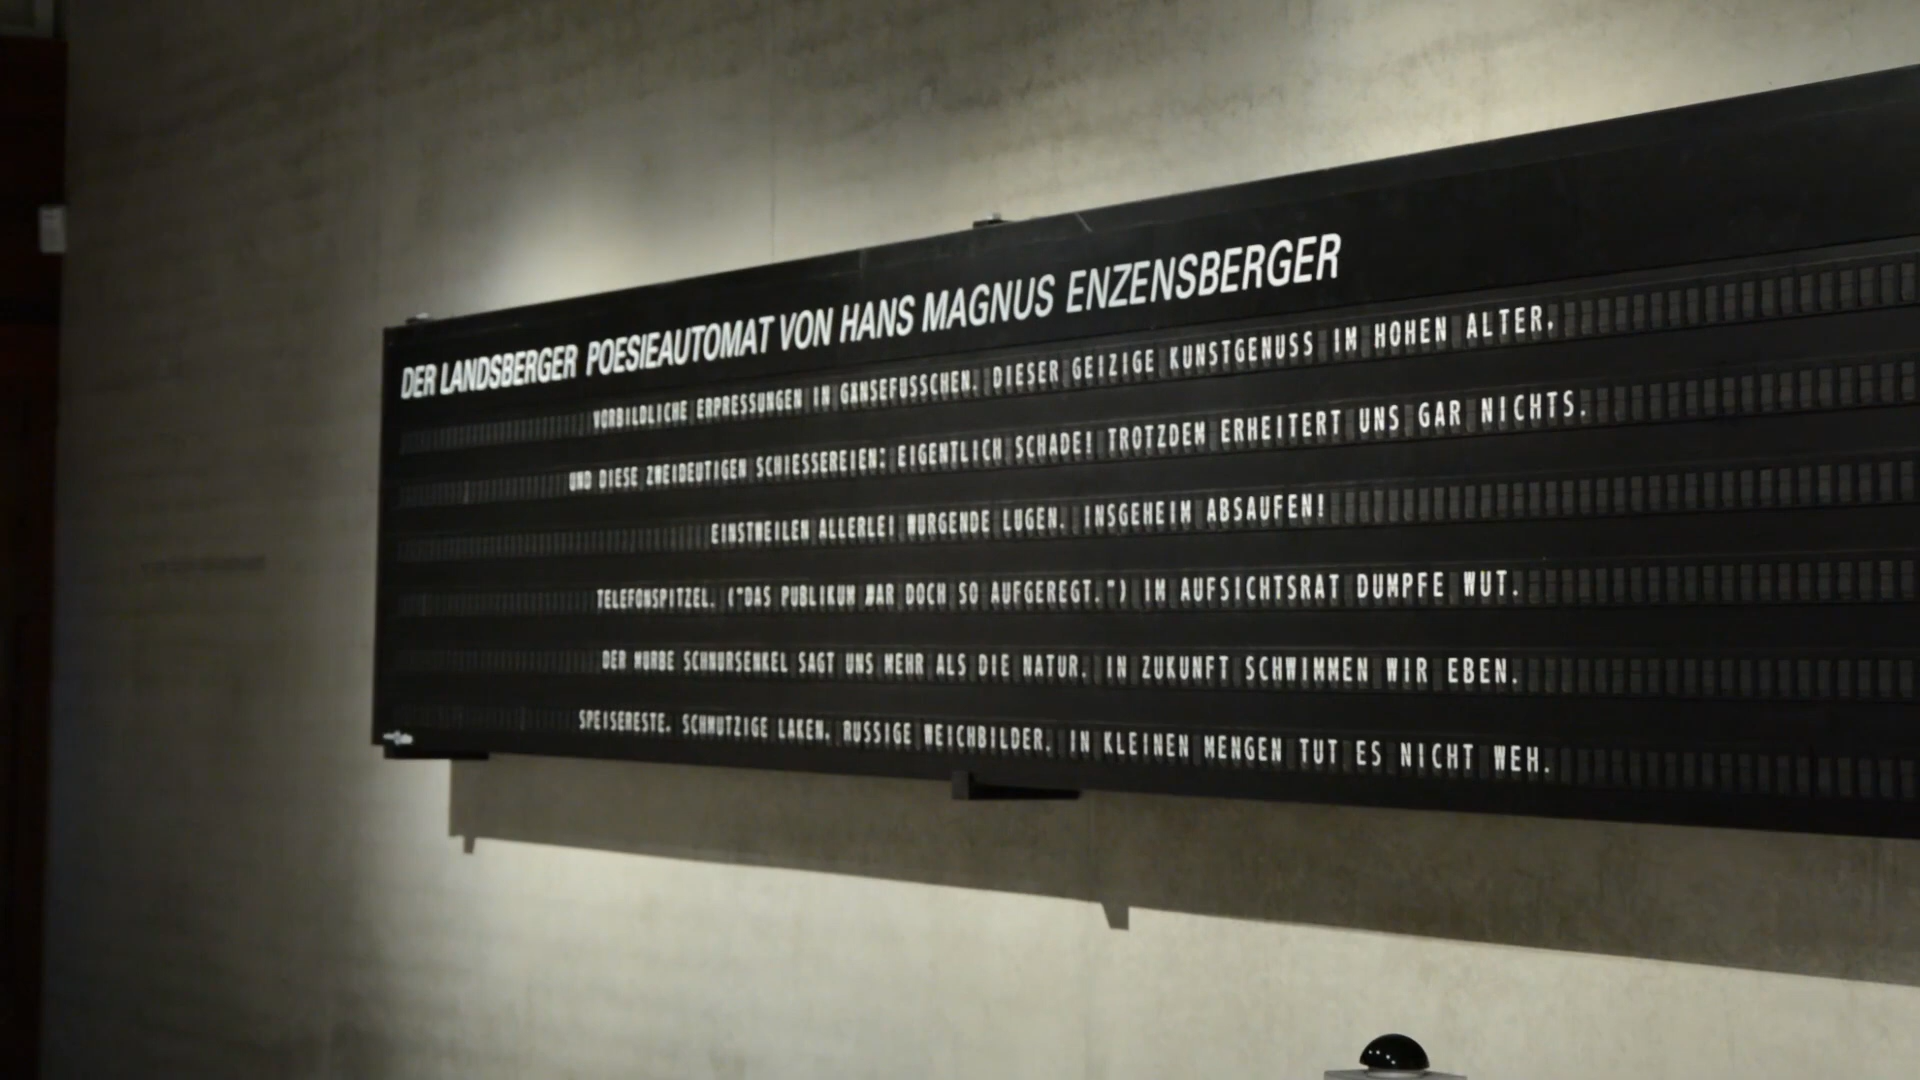 DER LANDSBERGER POESIEAUTOMAT VON HANS MAGNUS ENZENSBERGER
VORBILDLICHE ERPRESSUNGEN IN GÄNSEFÜSSCHEN. DIESER GEIZIGE KUNSTGENUSS IM HOHEN ALTER,
UND DIESE ZWEIDEUTIGEN SCHIESSEREIEN: EIGENTLICH SCHADE! TROTZDEM ERHEITERT UNS GAR NICHTS.
EINSTWEILEN ALLERLEI WÜRGENDE LÜGEN. INSGEHEIM ABSAUFEN!
TELEFONSPITZEL. ("DAS PUBLIKUM WAR DOCH SO AUFGEREGT.") IM AUFSICHTSRAT DUMPFE WUT.
DER MÜRBE SCHNÜRSENKEL SAGT UNS MEHR ALS DIE NATUR. IN ZUKUNFT SCHWIMMEN WIR EBEN.
SPEISERESTE. SCHMUTZIGE LAKEN. RUSSIGE WEICHBILDER. IN KLEINEN MENGEN TUT ES NICHT WEH.